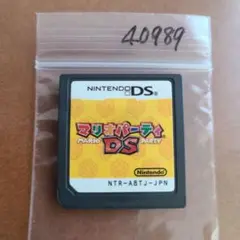 40989
NINTENDO DS
マリオパーティ
MARIO PARTY
DS
Nintendo
NTR-A8TJ-JPN